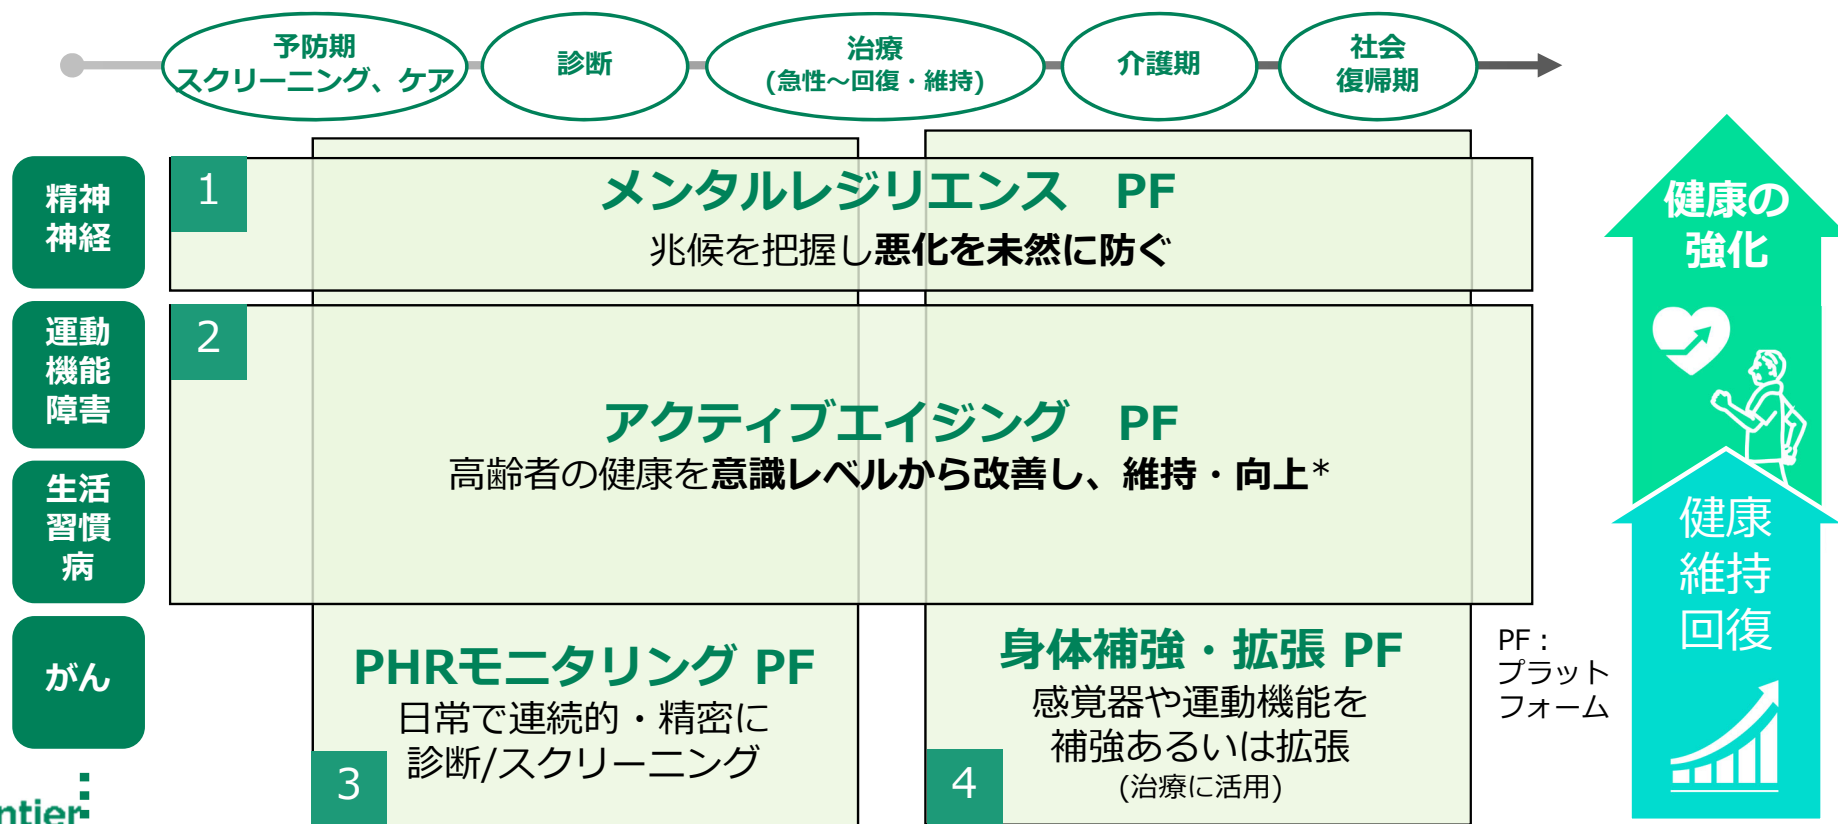 予防期
スクリーニング、ケア
診断
治療
(急性～回復・維持)
介護期
社会
復帰期
精神
神経
1
メンタルレジリエンス　PF
兆候を把握し悪化を未然に防ぐ
運動
機能
障害
2
アクティブエイジング　PF
高齢者の健康を意識レベルから改善し、維持・向上*
生活
習慣
病
がん
PHRモニタリング PF
日常で連続的・精密に
診断/スクリーニング
3
身体補強・拡張 PF
感覚器や運動機能を
補強あるいは拡張
(治療に活用)
4
PF：
プラット
フォーム
健康の
強化
健康
維持
回復
ntier